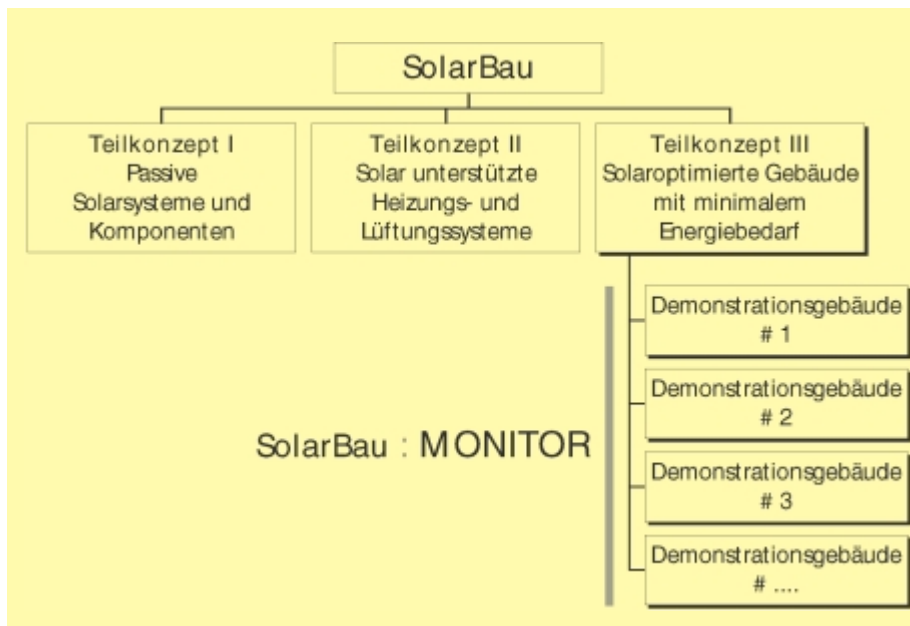 SolarBau
Teilkonzept I
Passive
Solarsysteme und
Komponenten
Teilkonzept II
Solar unterstützte
Heizungs- und
Lüftungssysteme
Teilkonzept III
Solaroptimierte Gebäude
mit minimalem
Energiebedarf
Demonstrationsgebäude
# 1
Demonstrationsgebäude
# 2
SolarBau : MONITOR
Demonstrationsgebäude
# 3
Demonstrationsgebäude
# ....